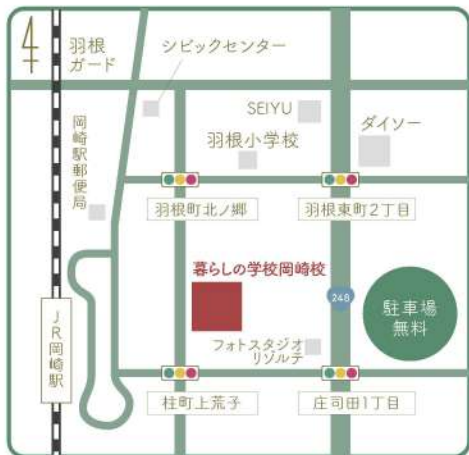 羽根
ガード
シビックセンター
SEIYU
ダイソー
羽根小学校
岡崎駅郵便局
羽根町北ノ郷
羽根東町2丁目
暮らしの学校岡崎校
248
駐車場
無料
JR岡崎駅
フォトスタジオ
リゾルテ
柱町上荒子
庄司田1丁目